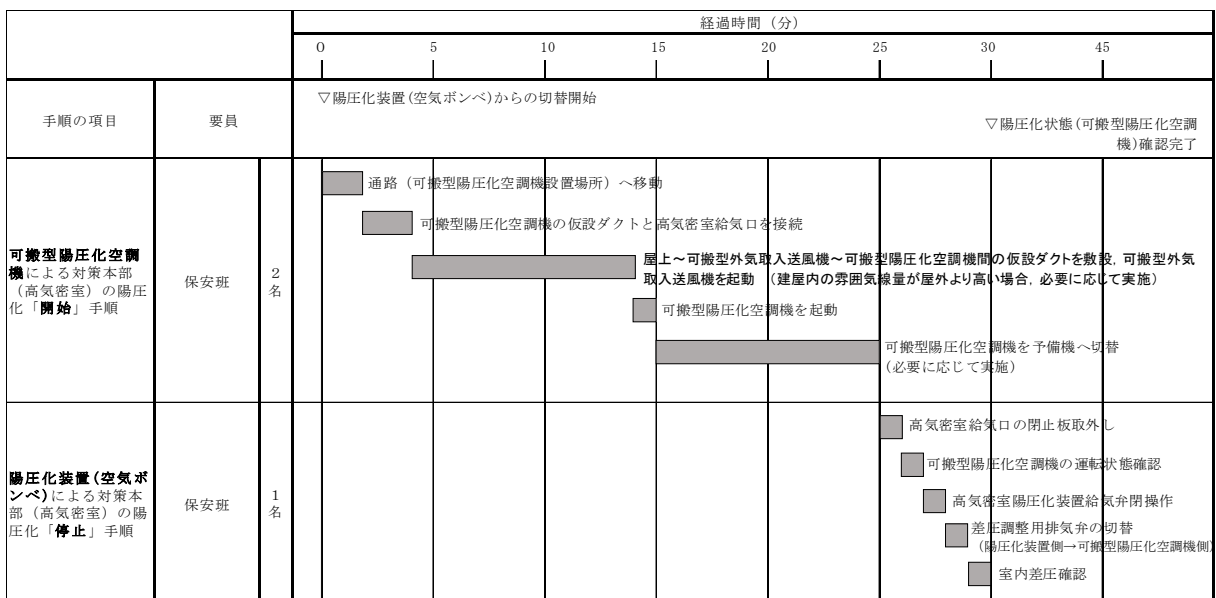 経過時間（分）
0 5 10 15 20 25 30 45
手順の項目
要員
▽陽圧化装置(空気ボンベ)からの切替開始
▽陽圧化状態(可搬型陽圧化空調
機)確認完了
可搬型陽圧化空調
機による対策本部
（高気密室）の陽圧
化「開始」手順
保安班
2
名
通路（可搬型陽圧化空調機設置場所）へ移動
可搬型陽圧化空調機の仮設ダクトと高気密室給気口を接続
屋上～可搬型外気取入送風機～可搬型陽圧化空調機間の仮設ダクトを敷設，可搬型外気
取入送風機を起動　（建屋内の雰囲気線量が屋外より高い場合，必要に応じて実施）
可搬型陽圧化空調機を起動
可搬型陽圧化空調機を予備機へ切替
（必要に応じて実施）
陽圧化装置(空気ボ
ンベ)による対策本
部（高気密室）の陽
圧化「停止」手順
保安班
1
名
高気密室給気口の閉止板取外し
可搬型陽圧化空調機の運転状態確認
高気密室陽圧化装置給気弁閉操作
差圧調整用排気弁の切替
（陽圧化装置側→可搬型陽圧化空調機側）
室内差圧確認